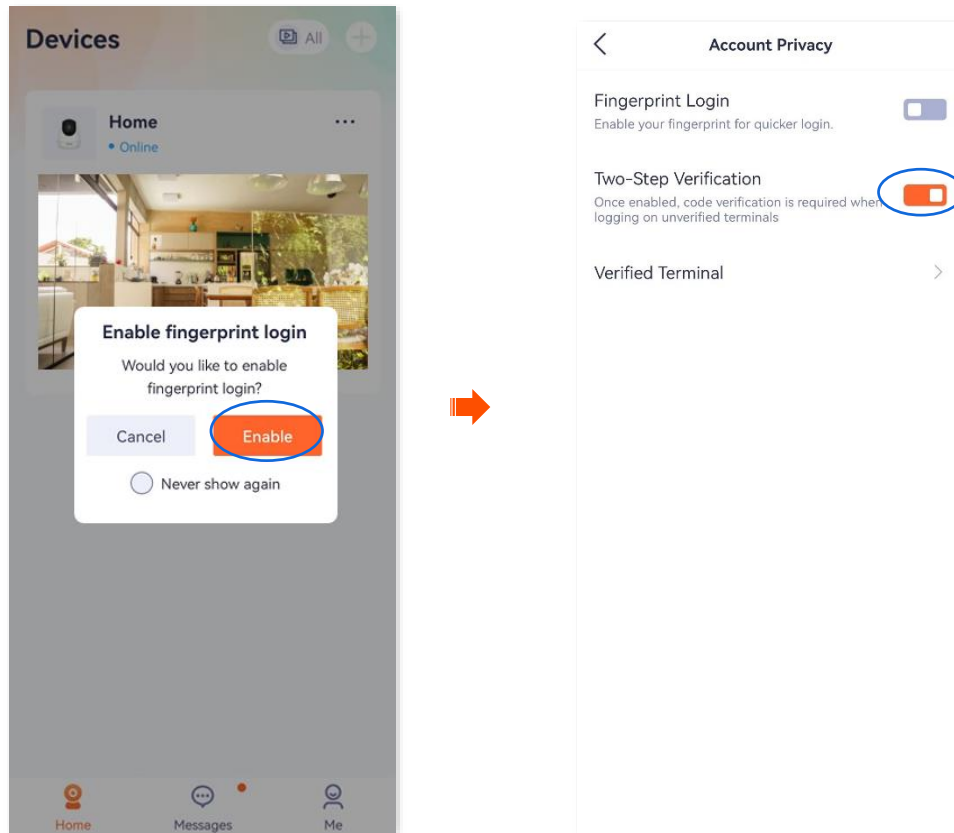 Devices
All
Home
Online
Enable fingerprint login
Would you like to enable
fingerprint login?
Cancel
Enable
Never show again
Home
Messages
Me
Account Privacy
Fingerprint Login
Enable your fingerprint for quicker login.
Two-Step Verification
Once enabled, code verification is required when
logging on unverified terminals
Verified Terminal